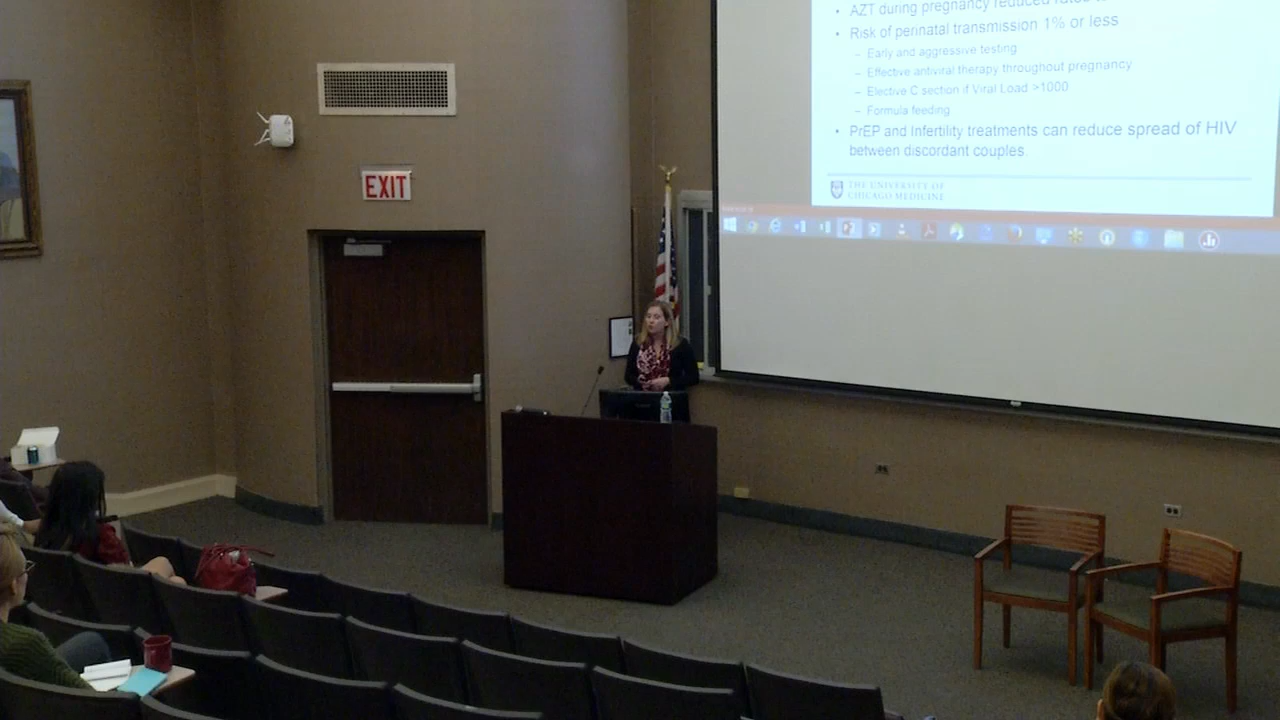 • AZT during pregnancy reduced rates to
• Risk of perinatal transmission 1% or less
– Early and aggressive testing
– Effective antiviral therapy throughout pregnancy
– Elective C section if Viral Load >1000
– Formula feeding
• PrEP and Infertility treatments can reduce spread of HIV
between discordant couples.
THE UNIVERSITY OF
CHICAGO MEDICINE
EXIT